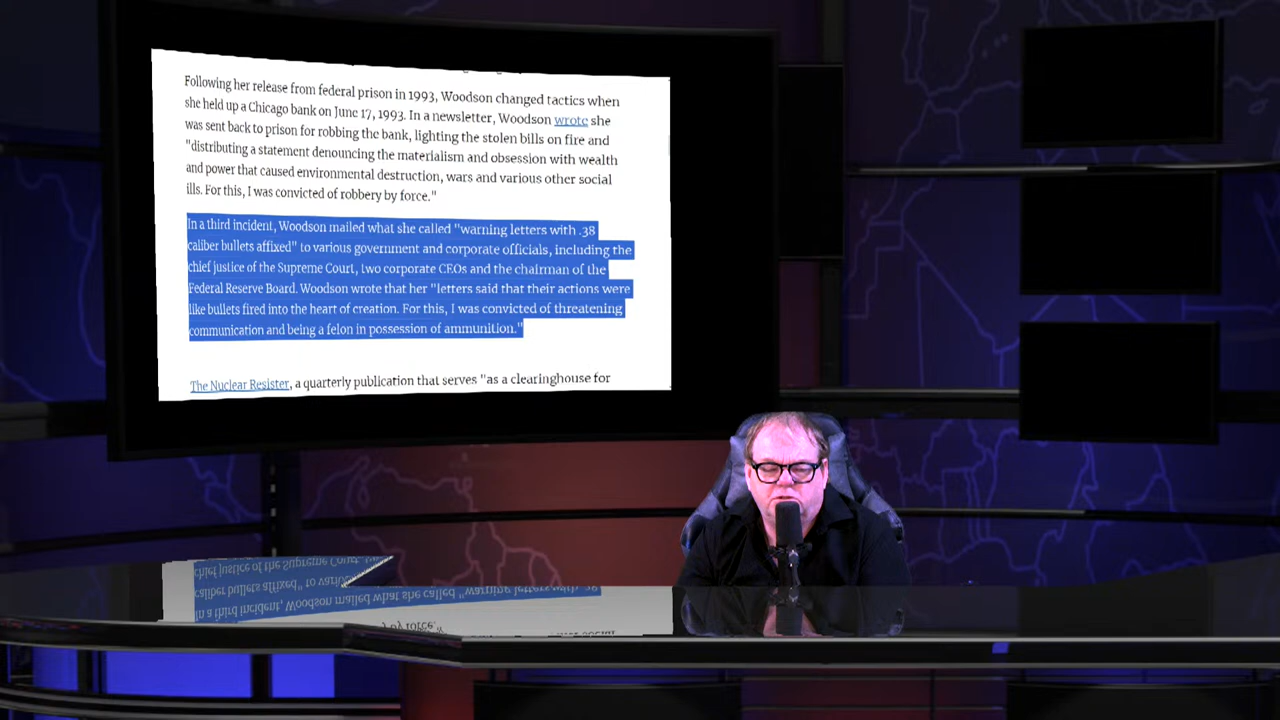 Following her release from federal prison in 1993, Woodson changed tactics when
she held up a Chicago bank on June 17, 1993. In a newsletter, Woodson wrote she
was sent back to prison for robbing the bank, lighting the stolen bills on fire and
"distributing a statement denouncing the materialism and obsession with wealth
and power that caused environmental destruction, wars and various other social
ills. For this, I was convicted of robbery by force."
In a third incident, Woodson mailed what she called "warning letters with .38
caliber bullets affixed" to various government and corporate officials, including the
chief justice of the Supreme Court, two corporate CEOs and the chairman of the
Federal Reserve Board. Woodson wrote that her "letters said that their actions were
like bullets fired into the heart of creation. For this, I was convicted of threatening
communication and being a felon in possession of ammunition."
The Nuclear Resister, a quarterly publication that serves "as a clearinghouse for